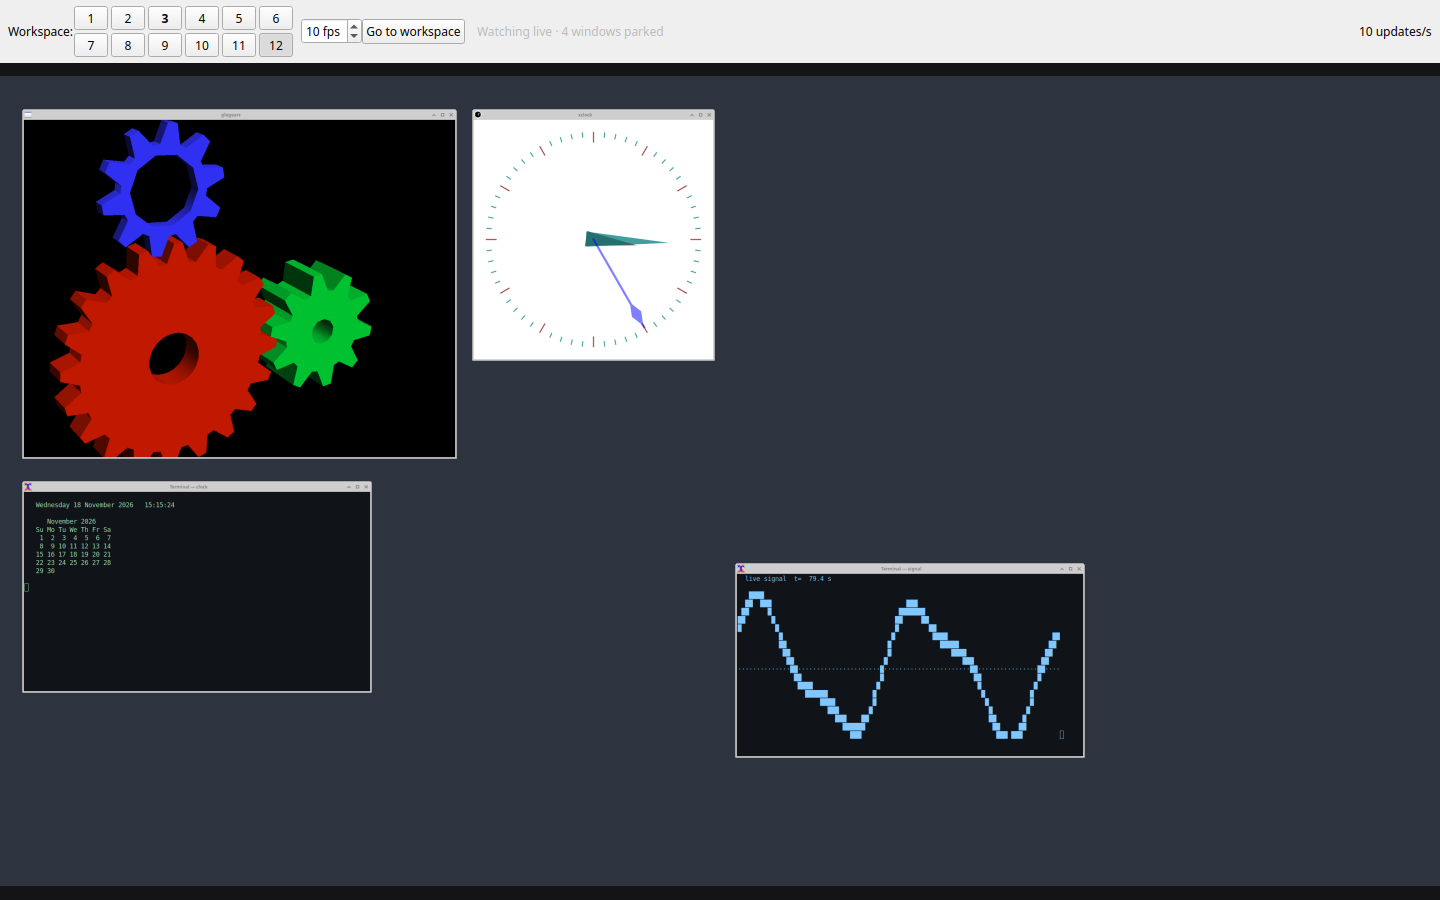 Workspace: 1 2 3 4 5 6
7 8 9 10 11 12
10 fps Go to workspace Watching live · 4 windows parked 10 updates/s
glxgears
xclock
Terminal — clock
Wednesday 18 November 2026 15:15:24
November 2026
Su Mo Tu We Th Fr Sa
1 2 3 4 5 6 7
8 9 10 11 12 13 14
15 16 17 18 19 20 21
22 23 24 25 26 27 28
29 30
Terminal — signal
live signal t= 79.4 s